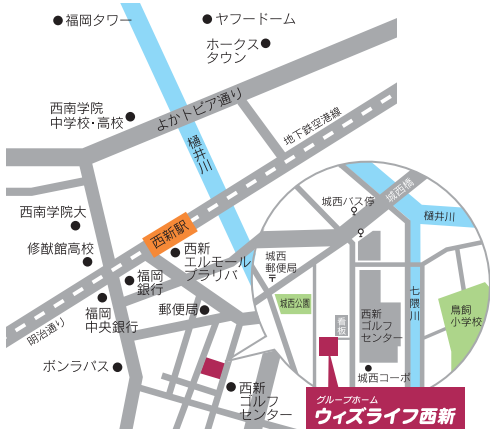 福岡タワー
ヤフードーム
ホークス
タウン
西南学院
中学校・高校
よかトピア通り
地下鉄空港線
樋井川
城西橋
城西バス停
樋井川
西南学院大
西新駅
修猷館高校
西新
エルモール
プラリバ
城西
郵便局
〒
福岡
銀行
七隈川
城西公園
郵便局
福岡
中央銀行
看板
西新
ゴルフ
センター
鳥飼
小学校
明治通り
ボンラパス
城西コーポ
西新
ゴルフ
センター
グループホーム
ウィズライフ西新